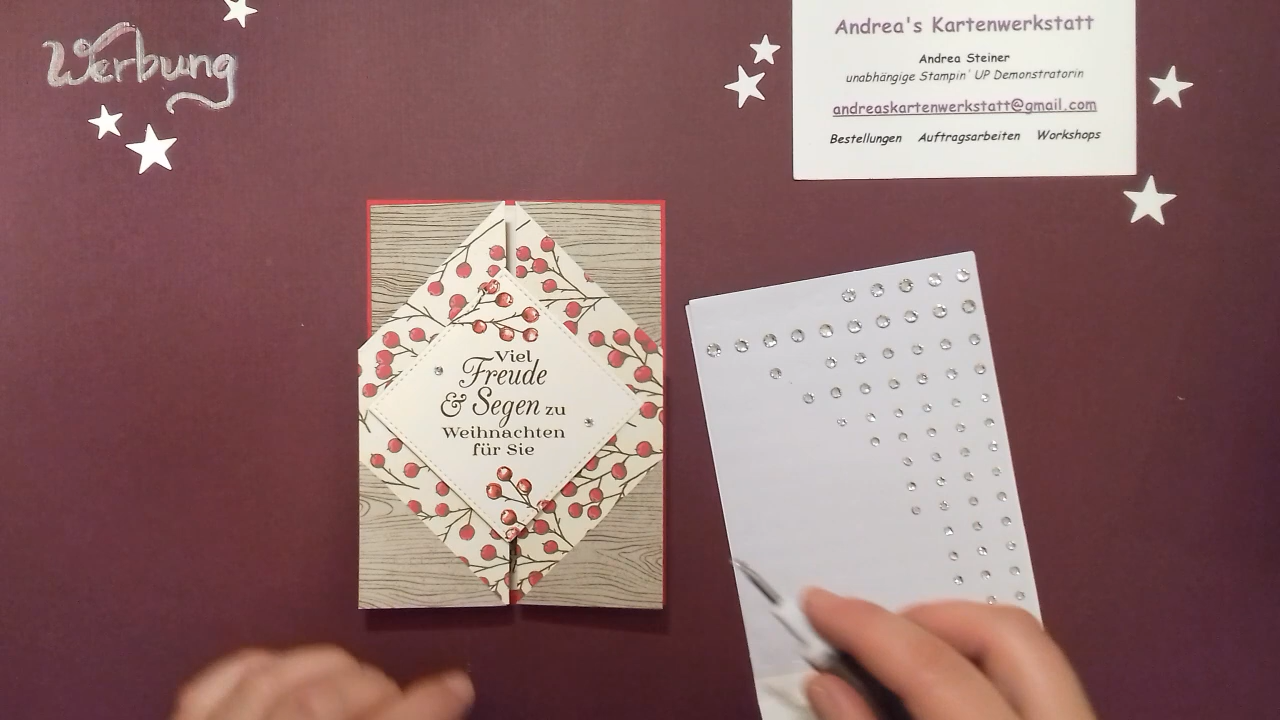 Werbung
Andrea's Kartenwerkstatt
Andrea Steiner
unabhängige Stampin' UP Demonstratorin
andreaskartenwerkstatt@gmail.com
Bestellungen Auftragsarbeiten Workshops
Viel
Freude
& Segen zu
Weihnachten
für Sie